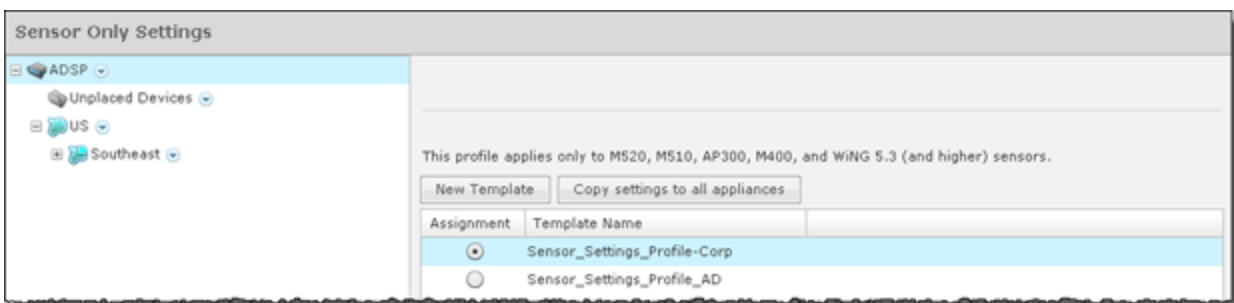 Sensor Only Settings
ADSP
Unplaced Devices
US
Southeast
This profile applies only to M520, M510, AP300, M400, and WiNG 5.3 (and higher) sensors.
New Template Copy settings to all appliances
Assignment Template Name
Sensor_Settings_Profile-Corp
Sensor_Settings_Profile_AD